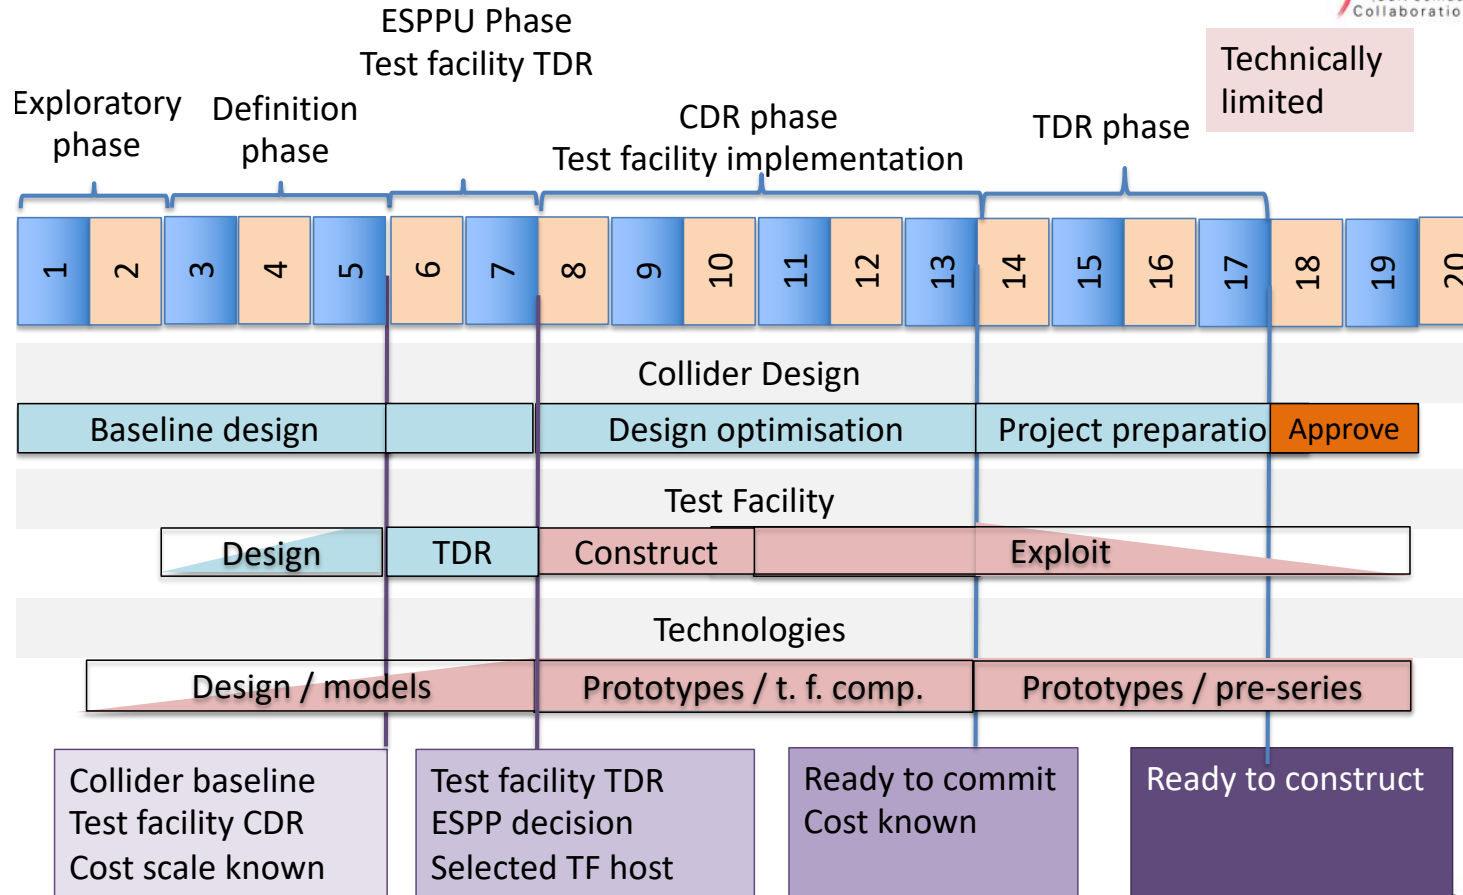 Collaboratio
ESPPU Phase
Test facility TDR
Technically
limited
Exploratory
phase
Definition
phase
CDR phase
Test facility implementation
TDR phase
1 2 3 4 5 6 7 8 9 10 11 12 13 14 15 16 17 18 19 20
Collider Design
Baseline design Design optimisation Project preparatio Approve
Test Facility
Design TDR Construct Exploit
Technologies
Design / models Prototypes / t. f. comp. Prototypes / pre-series
Collider baseline
Test facility CDR
Cost scale known
Test facility TDR
ESPP decision
Selected TF host
Ready to commit
Cost known
Ready to construct